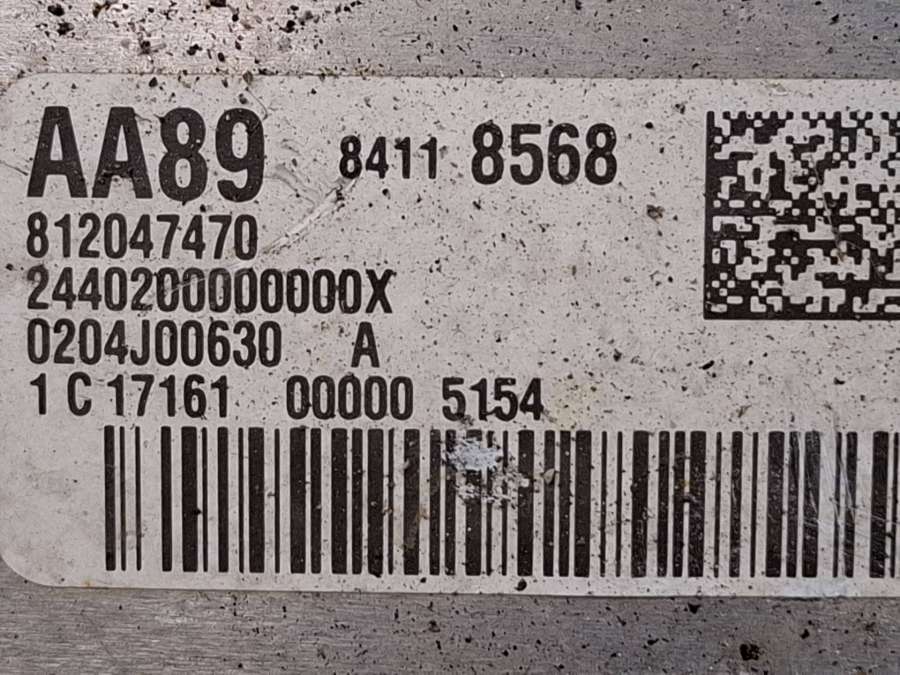 AA89 8411 8568
812047470
2440200000000X
0204J00630 A
1 C 17161 00000 5154